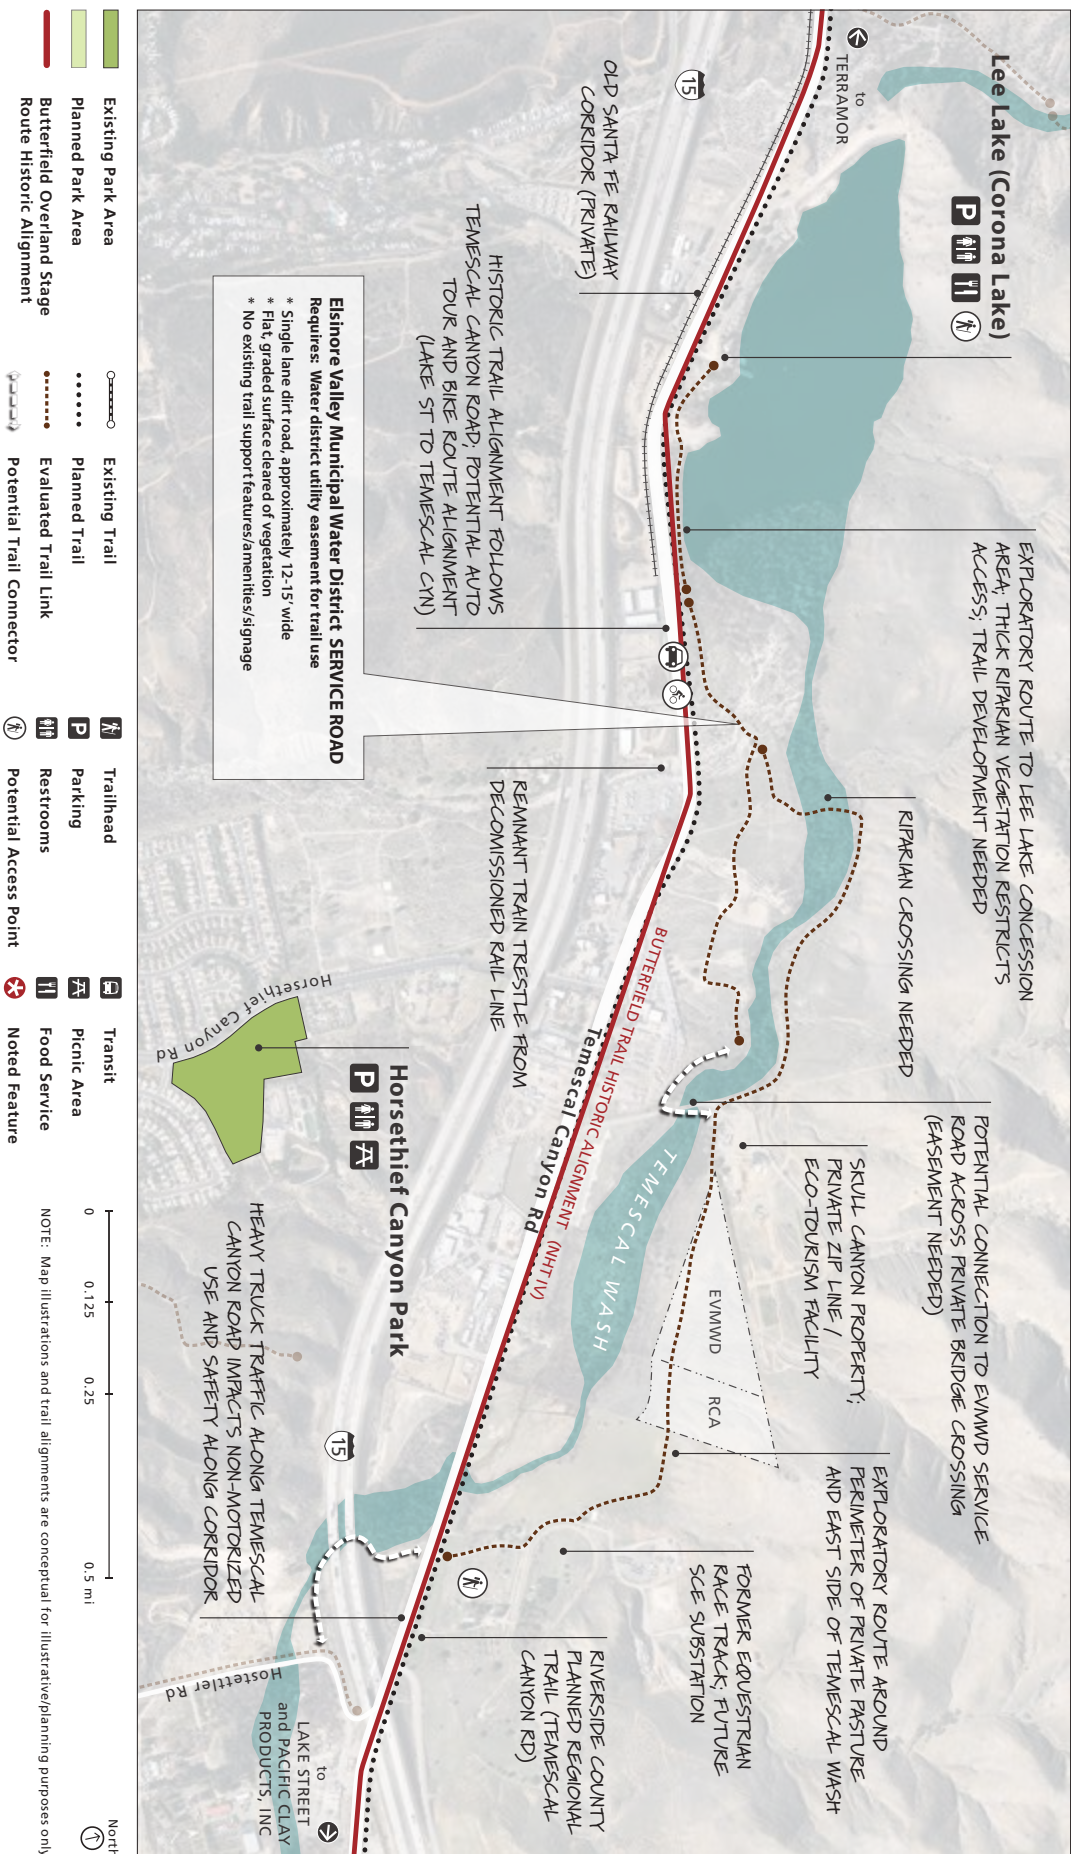 to
TERRAMOR
Lee Lake (Corona Lake)
P
15
OLD SANTA FE RAILWAY
CORRIDOR (PRIVATE)
HISTORIC TRAIL ALIGNMENT FOLLOWS
TEMESCAL CANYON ROAD; POTENTIAL AUTO
TOUR AND BIKE ROUTE ALIGNMENT
(LAKE ST TO TEMESCAL CYN)
Elsinore Valley Municipal Water District SERVICE ROAD
Requires: Water district utility easement for trail use
* Single lane dirt road, approximately 12-15' wide
* Flat, graded surface cleared of vegetation
* No existing trail support features/amenities/signage
EXPLORATORY ROUTE TO LEE LAKE CONCESSION
AREA; THICK RIPARIAN VEGETATION RESTRICTS
ACCESS; TRAIL DEVELOPMENT NEEDED
RIPARIAN CROSSING NEEDED
REMNANT TRAIN TRESTLE FROM
DECOMISSIONED RAIL LINE
BUTTERFIELD TRAIL HISTORIC ALIGNMENT (NHT IV)
Temescal Canyon Rd
TEMESCAL WASH
POTENTIAL CONNECTION TO EVMWD SERVICE
ROAD ACROSS PRIVATE BRIDGE CROSSING
(EASEMENT NEEDED)
SKULL CANYON PROPERTY;
PRIVATE ZIP LINE /
ECO-TOURISM FACILITY
EVMWD
RCA
EXPLORATORY ROUTE AROUND
PERIMETER OF PRIVATE PASTURE
AND EAST SIDE OF TEMESCAL WASH
FORMER EQUESTRIAN
RACE TRACK; FUTURE
SCE SUBSTATION
RIVERSIDE COUNTY
PLANNED REGIONAL
TRAIL (TEMESCAL
CANYON RD)
Horsethief Canyon Rd
Horsethief Canyon Park
P
HEAVY TRUCK TRAFFIC ALONG TEMESCAL
CANYON ROAD IMPACTS NON-MOTORIZED
USE AND SAFETY ALONG CORRIDOR
15
Hostettler Rd
to
LAKE STREET
and PACIFIC CLAY
PRODUCTS, INC
Existing Park Area
Planned Park Area
Butterfield Overland Stage
Route Historic Alignment
Existing Trail
Planned Trail
Evaluated Trail Link
Potential Trail Connector
Trailhead
P Parking
Restrooms
Potential Access Point
Transit
Picnic Area
Food Service
Noted Feature
0 0.125 0.25 0.5 mi
NOTE: Map illustrations and trail alignments are conceptual for illustrative/planning purposes only
North